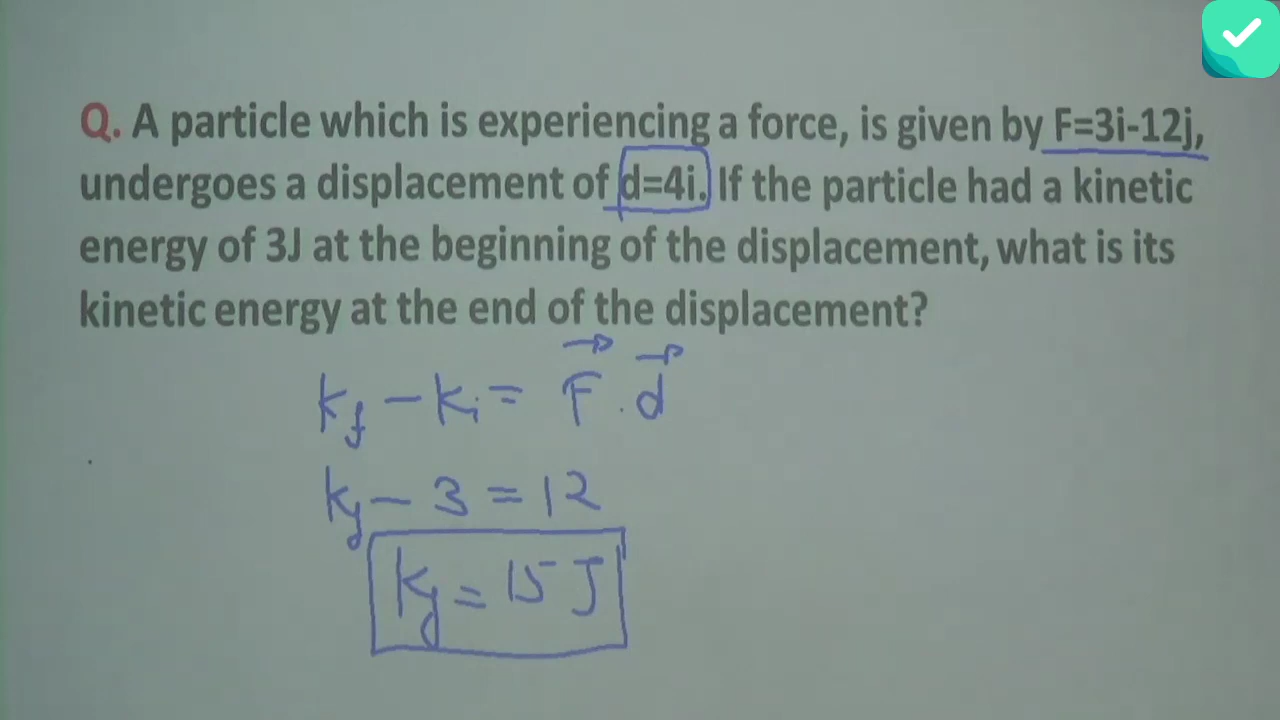 Q. A particle which is experiencing a force, is given by F=3i-12j,
undergoes a displacement of d=4i. If the particle had a kinetic
energy of 3J at the beginning of the displacement, what is its
kinetic energy at the end of the displacement?
kf - ki = F . d
kf - 3 = 12
kf = 15 J